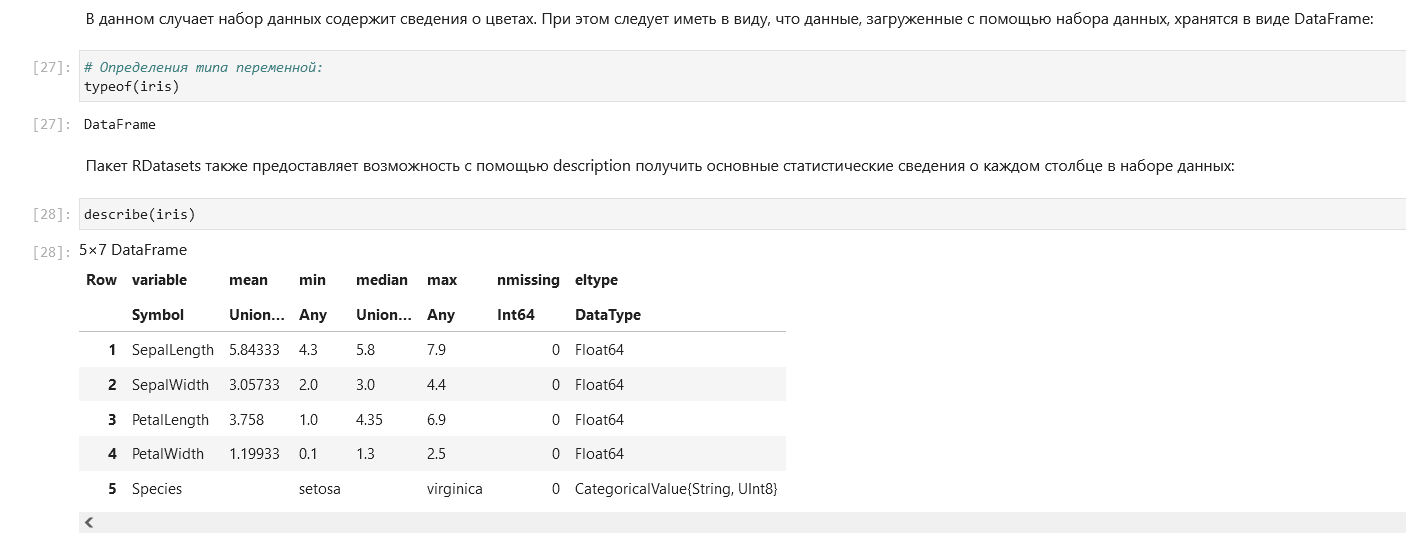 В данном случает набор данных содержит сведения о цветах. При этом следует иметь в виду, что данные, загруженные с помощью набора данных, хранятся в виде DataFrame:
[27]: # Определения типа переменной:
typeof(iris)
[27]: DataFrame
Пакет RDatasets также предоставляет возможность с помощью description получить основные статистические сведения о каждом столбце в наборе данных:
[28]: describe(iris)
[28]: 5×7 DataFrame
Row variable mean min median max nmissing eltype
Symbol Union… Any Union… Any Int64 DataType
1 SepalLength 5.84333 4.3 5.8 7.9 0 Float64
2 SepalWidth 3.05733 2.0 3.0 4.4 0 Float64
3 PetalLength 3.758 1.0 4.35 6.9 0 Float64
4 PetalWidth 1.19933 0.1 1.3 2.5 0 Float64
5 Species setosa virginica 0 CategoricalValue{String, UInt8}